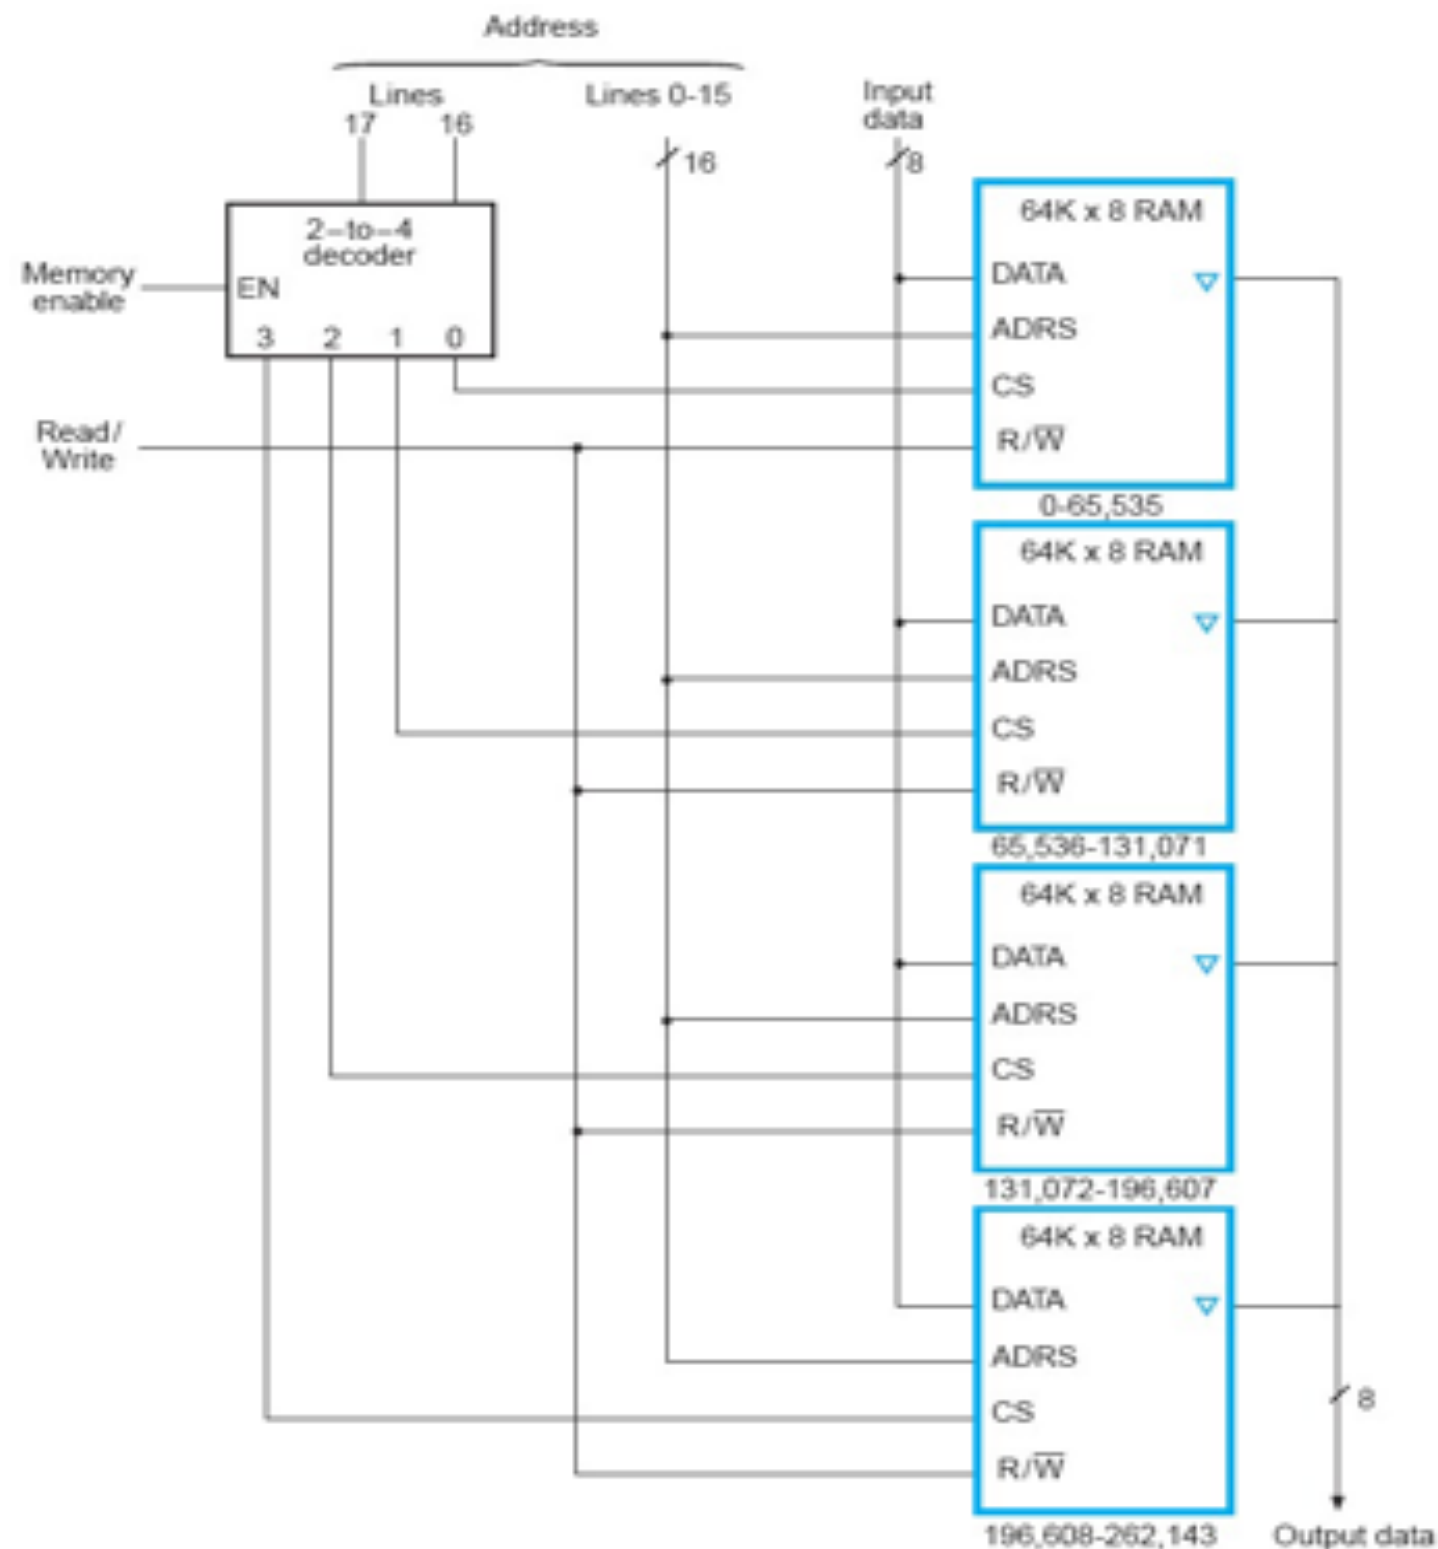 Address
Lines
17 16
Lines 0-15
16
Input
data
8
2-to-4
decoder
Memory
enable
EN
3 2 1 0
Read/
Write
64K x 8 RAM
DATA
ADRS
CS
R/W̅
0-65,535
64K x 8 RAM
DATA
ADRS
CS
R/W̅
65,536-131,071
64K x 8 RAM
DATA
ADRS
CS
R/W̅
131,072-196,607
64K x 8 RAM
DATA
ADRS
CS
R/W̅
196,608-262,143
8
Output data